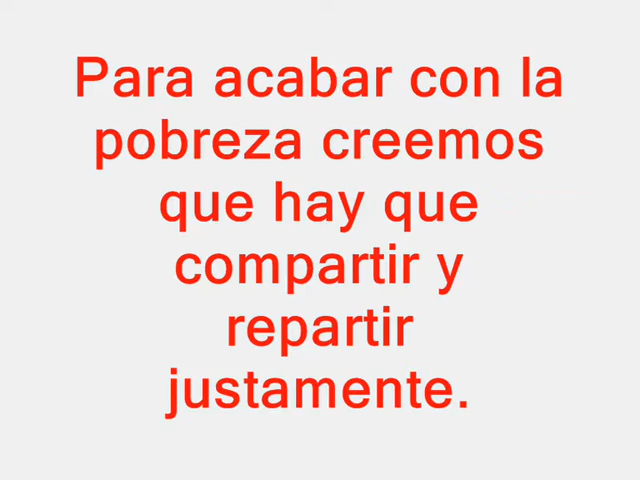 Para acabar con la
pobreza creemos
que hay que
compartir y
repartir
justamente.